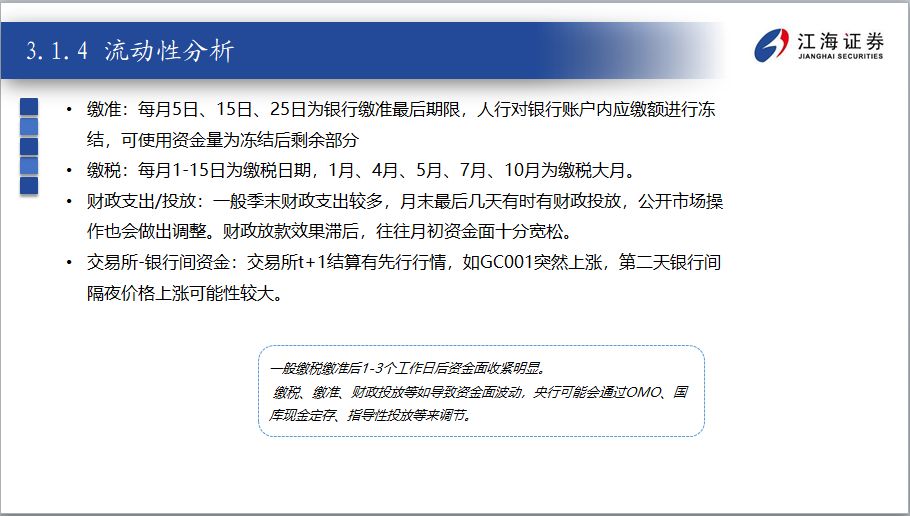 3.1.4 流动性分析
江海证券
JIANGHAI SECURITIES
• 缴准：每月5日、15日、25日为银行缴准最后期限，人行对银行账户内应缴额进行冻
结，可使用资金量为冻结后剩余部分
• 缴税：每月1-15日为缴税日期，1月、4月、5月、7月、10月为缴税大月。
• 财政支出/投放：一般季末财政支出较多，月末最后几天有时有财政投放，公开市场操
作也会做出调整。财政放款效果滞后，往往月初资金面十分宽松。
• 交易所-银行间资金：交易所t+1结算有先行行情，如GC001突然上涨，第二天银行间
隔夜价格上涨可能性较大。
一般缴税缴准后1-3个工作日后资金面收紧明显。
缴税、缴准、财政投放等如导致资金面波动，央行可能会通过OMO、国
库现金定存、指导性投放等来调节。